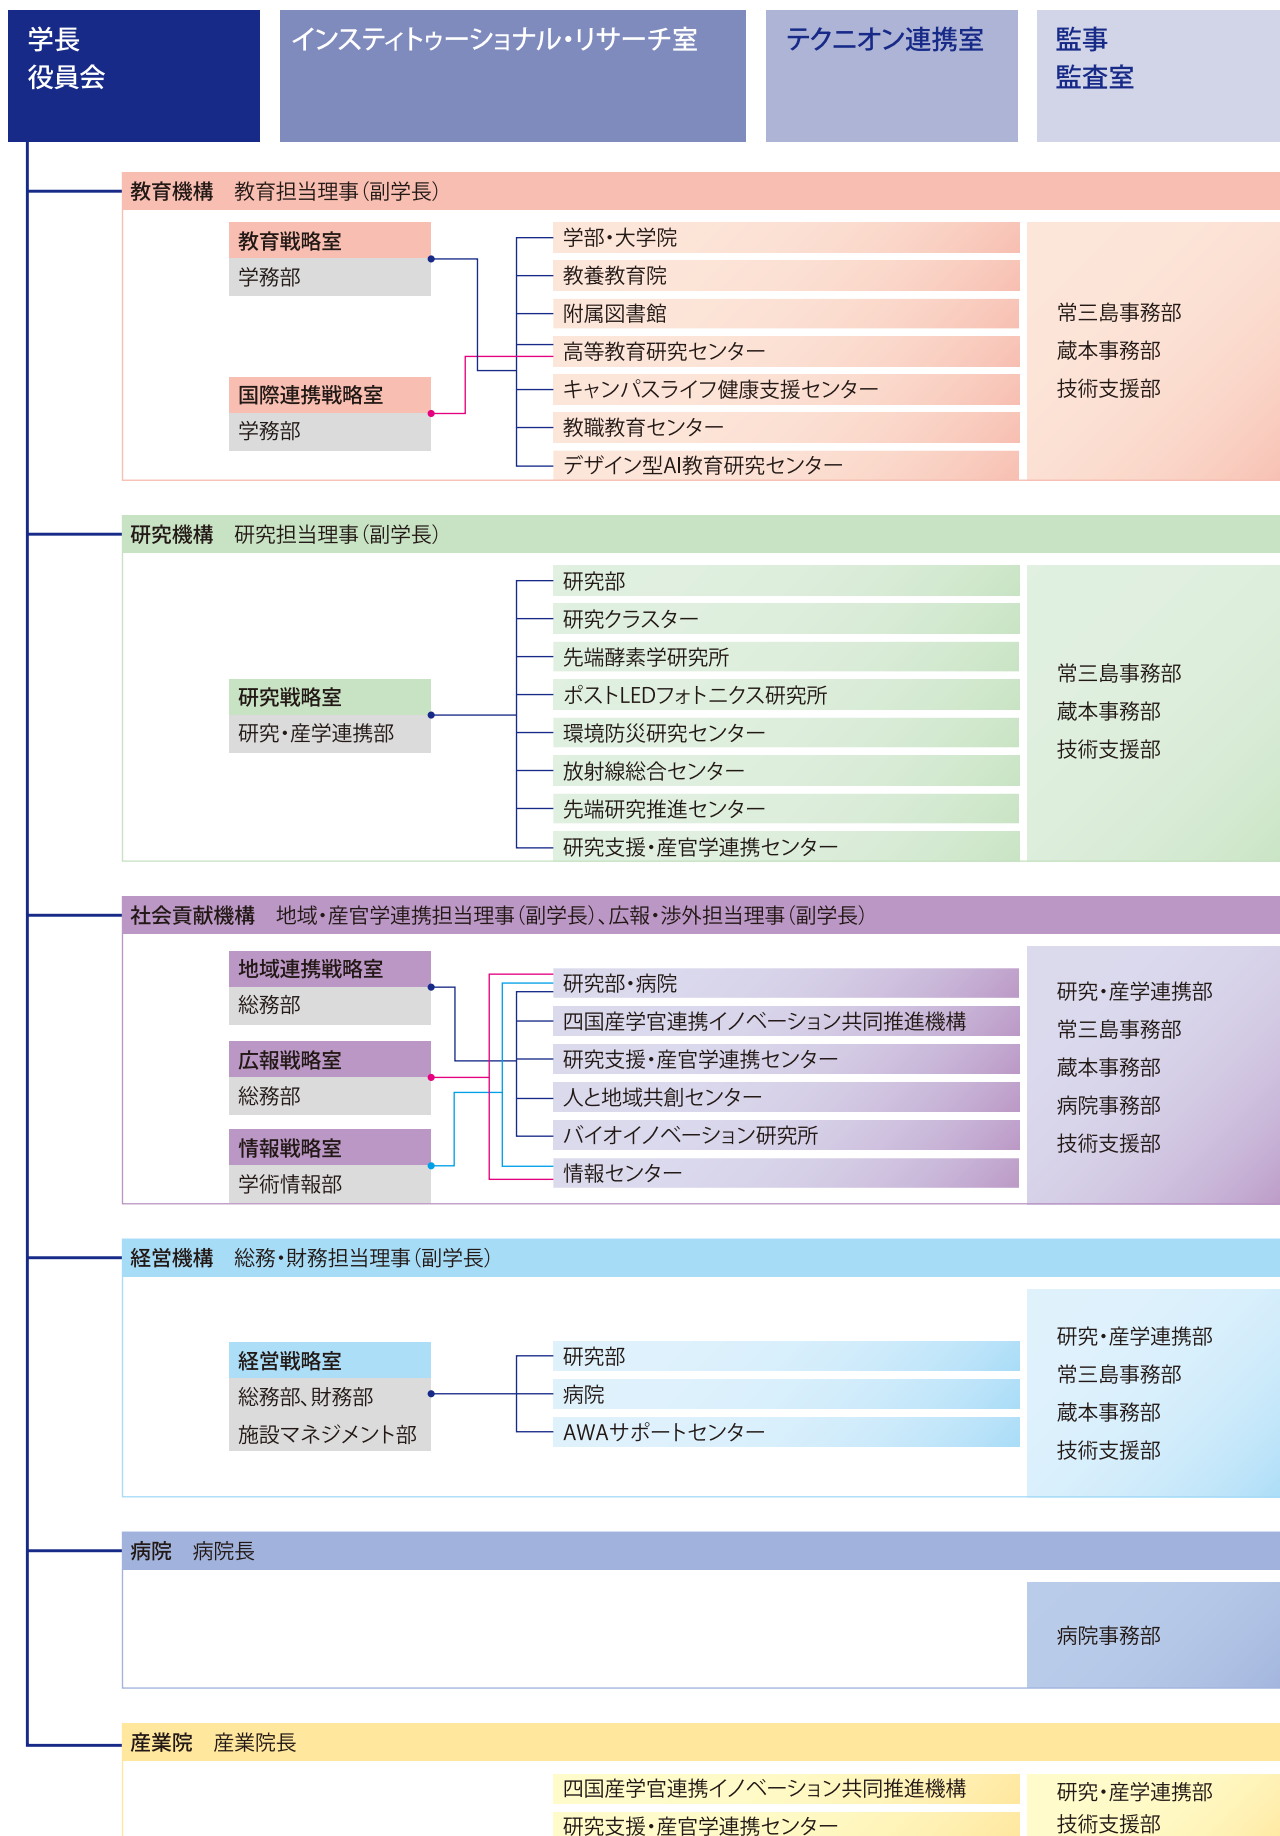 学長
役員会
インスティトゥーショナル・リサーチ室
テクニオン連携室
監事
監査室
教育機構 教育担当理事（副学長）
教育戦略室
学務部
国際連携戦略室
学務部
学部・大学院
教養教育院
附属図書館
高等教育研究センター
キャンパスライフ健康支援センター
教職教育センター
デザイン型AI教育研究センター
常三島事務部
蔵本事務部
技術支援部
研究機構 研究担当理事（副学長）
研究戦略室
研究・産学連携部
研究部
研究クラスター
先端酵素学研究所
ポストLEDフォトニクス研究所
環境防災研究センター
放射線総合センター
先端研究推進センター
研究支援・産官学連携センター
常三島事務部
蔵本事務部
技術支援部
社会貢献機構 地域・産官学連携担当理事（副学長）、広報・渉外担当理事（副学長）
地域連携戦略室
総務部
広報戦略室
総務部
情報戦略室
学術情報部
研究部・病院
四国産学官連携イノベーション共同推進機構
研究支援・産官学連携センター
人と地域共創センター
バイオイノベーション研究所
情報センター
研究・産学連携部
常三島事務部
蔵本事務部
病院事務部
技術支援部
経営機構 総務・財務担当理事（副学長）
経営戦略室
総務部、財務部
施設マネジメント部
研究部
病院
AWAサポートセンター
研究・産学連携部
常三島事務部
蔵本事務部
技術支援部
病院 病院長
病院事務部
産業院 産業院長
四国産学官連携イノベーション共同推進機構
研究支援・産官学連携センター
研究・産学連携部
技術支援部